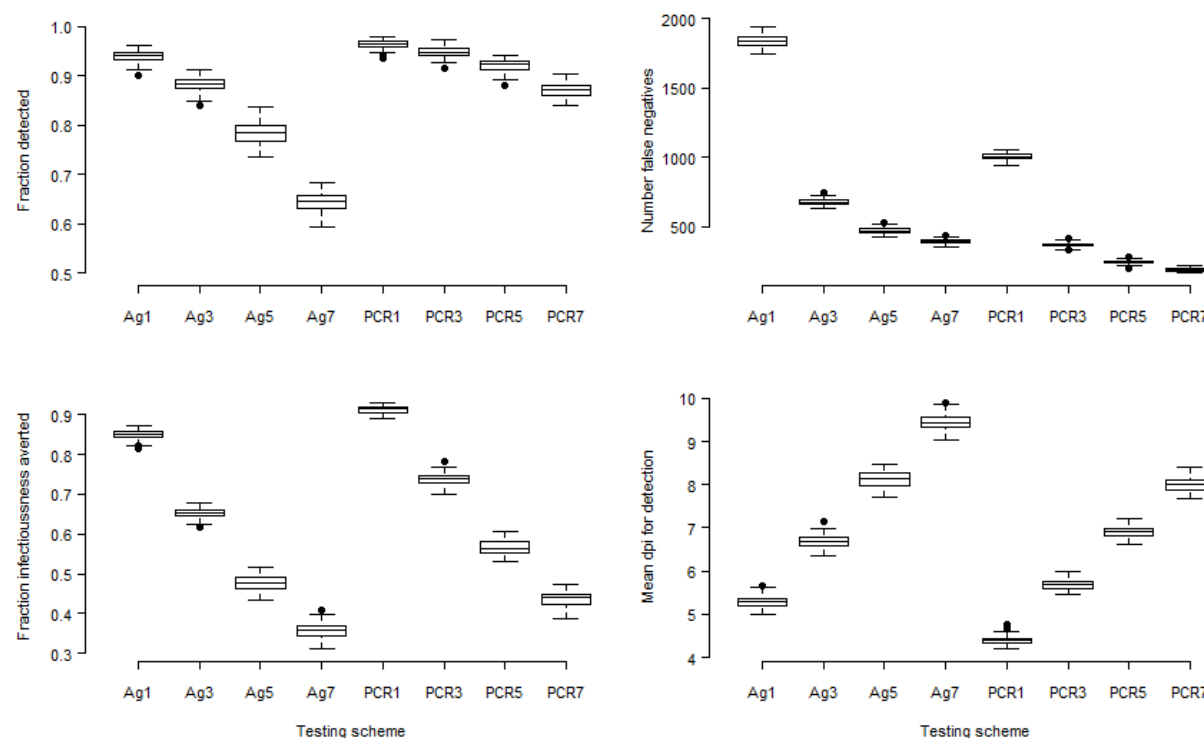 Fraction detected
1.0
0.9
0.8
0.7
0.6
0.5
Ag1 Ag3 Ag5 Ag7 PCR1 PCR3 PCR5 PCR7
Number false negatives
2000
1500
1000
500
Ag1 Ag3 Ag5 Ag7 PCR1 PCR3 PCR5 PCR7
Fraction infectioussness averted
0.9
0.8
0.7
0.6
0.5
0.4
0.3
Ag1 Ag3 Ag5 Ag7 PCR1 PCR3 PCR5 PCR7
Testing scheme
Mean dpi for detection
10
9
8
7
6
5
4
Ag1 Ag3 Ag5 Ag7 PCR1 PCR3 PCR5 PCR7
Testing scheme